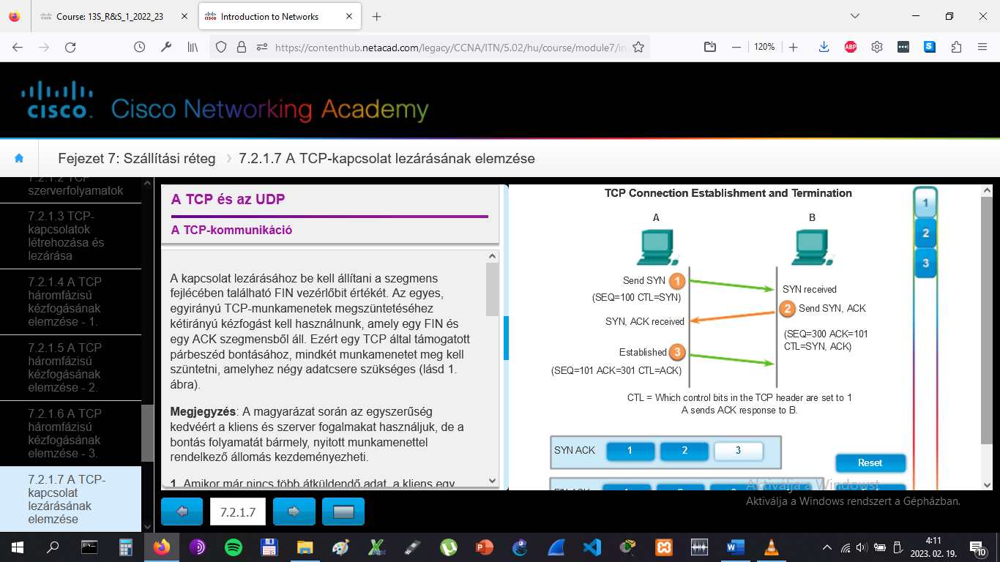 Course: 13S_R&S_1_2022_23
Introduction to Networks
https://contenthub.netacad.com/legacy/CCNA/ITN/5.02/hu/course/module7/in
120%
ABP
S
CISCO
Cisco Networking Academy
Fejezet 7: Szállítási réteg
7.2.1.7 A TCP-kapcsolat lezárásának elemzése
7.2.1.2 TCP
szerverfolyamatok
7.2.1.3 TCP-
kapcsolatok
létrehozása és
lezárása
7.2.1.4 A TCP
háromfázisú
kézfogásának
elemzése - 1.
7.2.1.5 A TCP
háromfázisú
kézfogásának
elemzése - 2.
7.2.1.6 A TCP
háromfázisú
kézfogásának
elemzése - 3.
7.2.1.7 A TCP-
kapcsolat
lezárásának
elemzése
A TCP és az UDP
A TCP-kommunikáció
A kapcsolat lezárásához be kell állítani a szegmens
fejlécében található FIN vezérlőbit értékét. Az egyes,
egyirányú TCP-munkamenetek megszüntetéséhez
kétirányú kézfogást kell használnunk, amely egy FIN és
egy ACK szegmensből áll. Ezért egy TCP által támogatott
párbeszéd bontásához, mindkét munkamenetet meg kell
szüntetni, amelyhez négy adatcsere szükséges (lásd 1.
ábra).
Megjegyzés: A magyarázat során az egyszerűség
kedvéért a kliens és szerver fogalmakat használjuk, de a
bontás folyamatát bármely, nyitott munkamenettel
rendelkező állomás kezdeményezheti.
1. Amikor már nincs több átküldendő adat, a kliens egy
7.2.1.7
TCP Connection Establishment and Termination
A
B
Send SYN
1
(SEQ=100 CTL=SYN)
SYN received
2
Send SYN, ACK
SYN, ACK received
(SEQ=300 ACK=101
CTL=SYN, ACK)
Established
3
(SEQ=101 ACK=301 CTL=ACK)
CTL = Which control bits in the TCP header are set to 1
A sends ACK response to B.
SYN ACK
1
2
3
Reset
FIN ACK
1
2
3
Aktiválja a Windowst
Aktiválja a Windows rendszert a Gépházban.
4:11
2023. 02. 19.
10